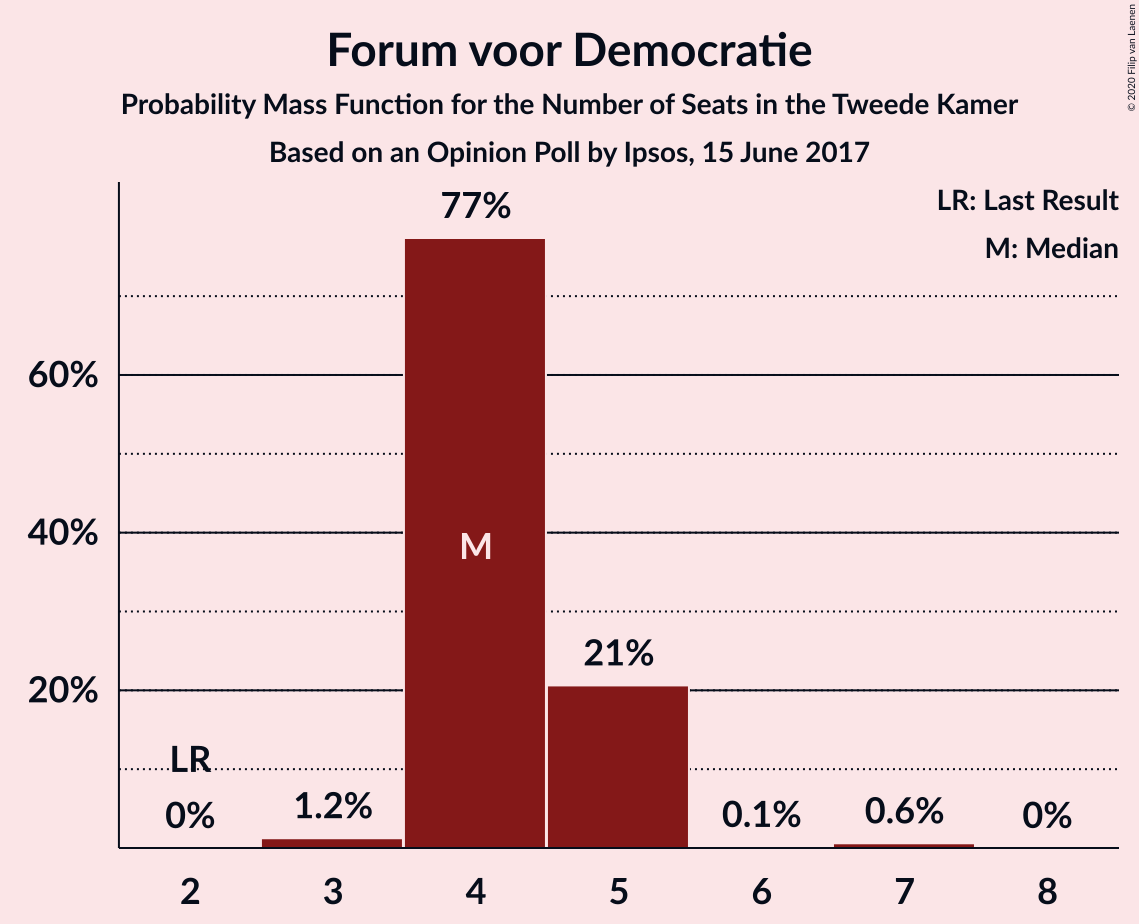 Forum voor Democratie
Probability Mass Function for the Number of Seats in the Tweede Kamer
Based on an Opinion Poll by Ipsos, 15 June 2017
© 2020 Filip van Laenen
LR: Last Result
M: Median
77%
60%
40%
M
21%
20%
LR
0%
1.2%
0.1%
0.6%
0%
2 3 4 5 6 7 8